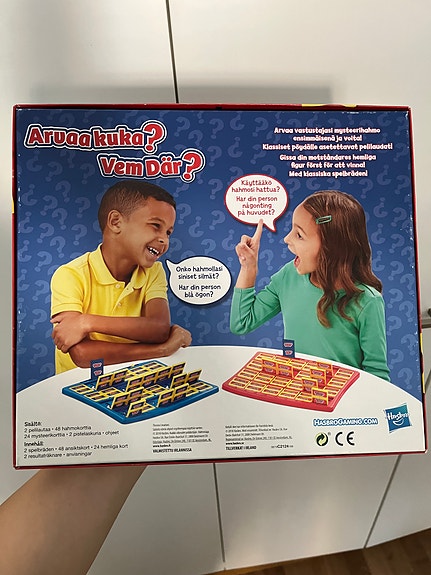 Arvaa kuka?
Vem Där?
Arvaa vastustajasi mysteerihahmo
ensimmäisenä ja voita!
Klassiset pöydälle asetettavat pelilaudat!
Gissa din motståndares hemliga
figur först för att vinna!
Med klassiska spelbräden!
Käyttääkö
hahmosi hattua?
Har din person
någonting
på huvudet?
Onko hahmollasi
siniset silmät?
Har din person
blå ögon?
Sisältö:
2 pelilautaa • 48 hahmokorttia
24 mysteerikorttia • 2 pistelaskuria • ohjeet
Innehåll:
2 spelbräden • 48 ansiktskort • 24 hemliga kort
2 resultaträknare • anvisningar
VALMISTETTU IRLANNISSA
TILLVERKAT I IRLAND
C2124
HASBROGAMING.COM
Hasbro
CE